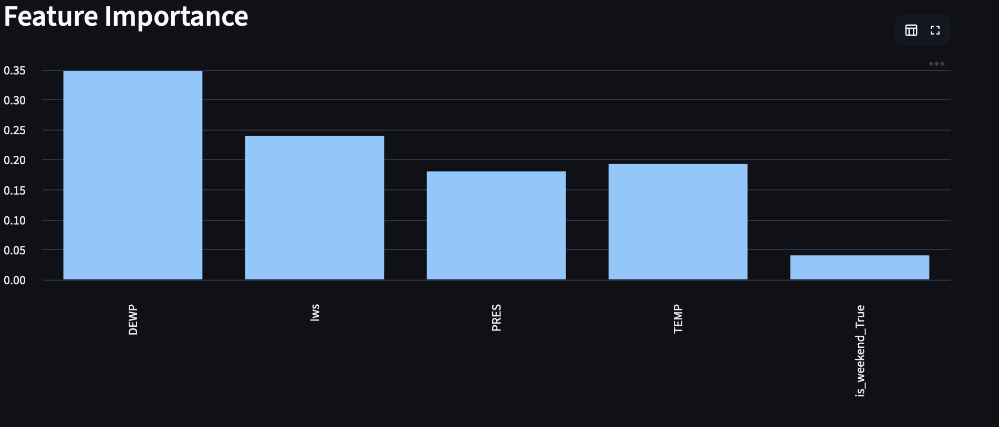 Feature Importance
0.35
0.30
0.25
0.20
0.15
0.10
0.05
0.00
DEWP
Iws
PRES
TEMP
is_weekend_True